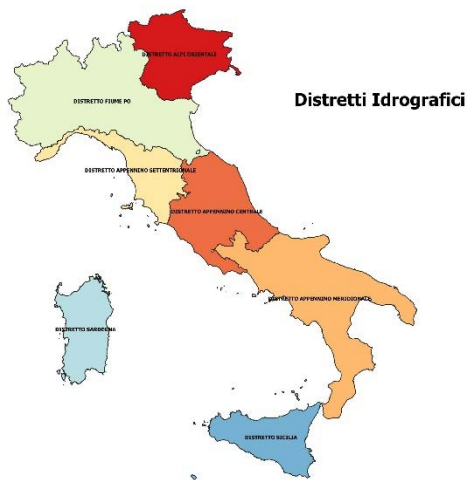 DISTRETTO ALPI ORIENTALI
Distretti Idrografici
DISTRETTO FIUME PO
DISTRETTO APPENNINO SETTENTRIONALE
DISTRETTO APPENNINO CENTRALE
DISTRETTO APPENNINO MERIDIONALE
DISTRETTO SARDEGNA
DISTRETTO SICILIA